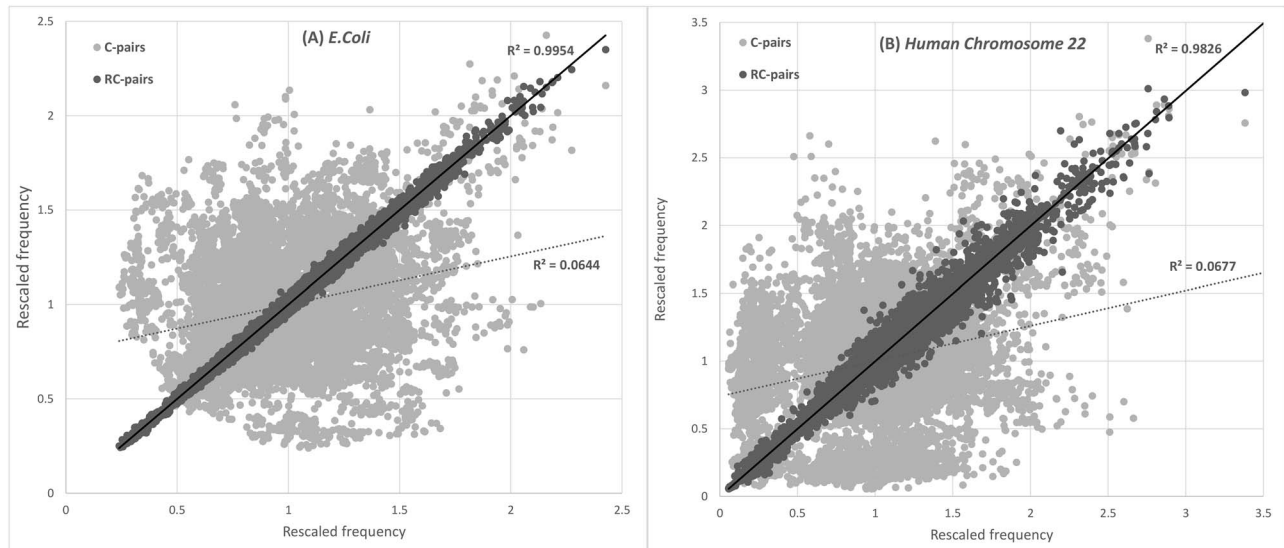 (A) E.Coli
C-pairs
RC-pairs
R² = 0.9954
R² = 0.0644
2.5
2
1.5
1
0.5
0
Rescaled frequency
0 0.5 1 1.5 2 2.5
Rescaled frequency
(B) Human Chromosome 22
C-pairs
RC-pairs
R² = 0.9826
R² = 0.0677
3.5
3
2.5
2
1.5
1
0.5
0
Rescaled frequency
0 0.5 1 1.5 2 2.5 3 3.5
Rescaled frequency